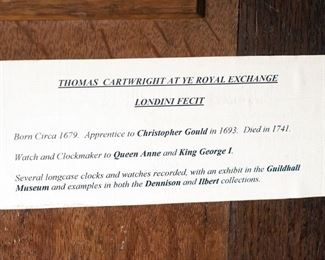 THOMAS CARTWRIGHT AT YE ROYAL EXCHANGE
LONDINI FECIT
Born Circa 1679. Apprentice to Christopher Gould in 1693. Died in 1741.
Watch and Clockmaker to Queen Anne and King George I.
Several longcase clocks and watches recorded, with an exhibit in the Guildhall
Museum and examples in both the Dennison and Ilbert collections.